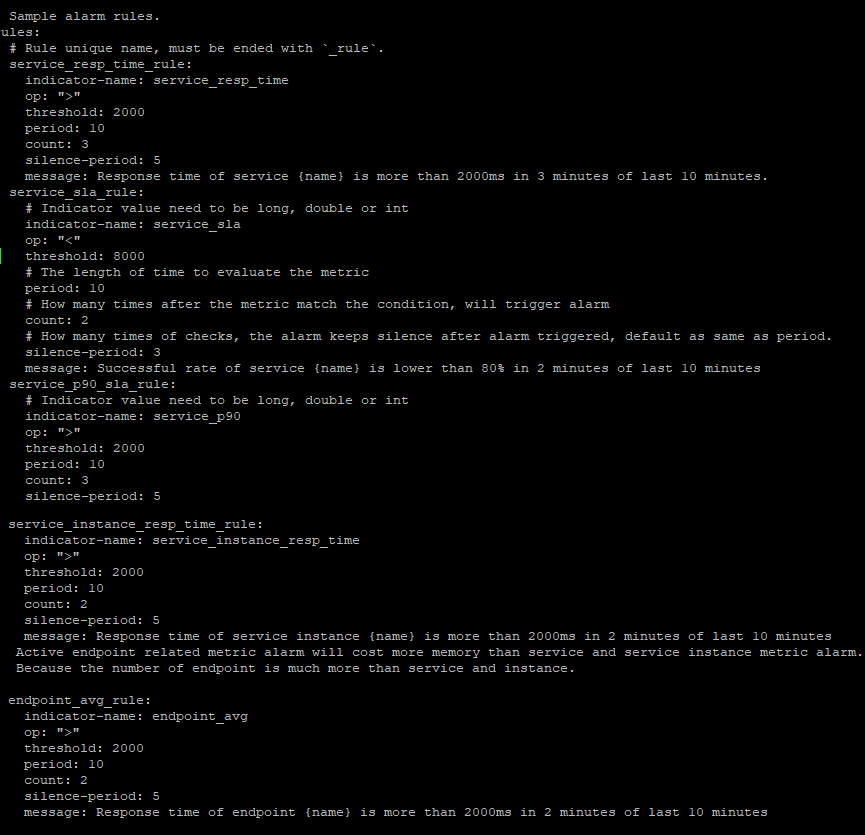 Sample alarm rules.
ules:
# Rule unique name, must be ended with `_rule`.
service_resp_time_rule:
indicator-name: service_resp_time
op: ">"
threshold: 2000
period: 10
count: 3
silence-period: 5
message: Response time of service {name} is more than 2000ms in 3 minutes of last 10 minutes.
service_sla_rule:
# Indicator value need to be long, double or int
indicator-name: service_sla
op: "<"
threshold: 8000
# The length of time to evaluate the metric
period: 10
# How many times after the metric match the condition, will trigger alarm
count: 2
# How many times of checks, the alarm keeps silence after alarm triggered, default as same as period.
silence-period: 3
message: Successful rate of service {name} is lower than 80% in 2 minutes of last 10 minutes
service_p90_sla_rule:
# Indicator value need to be long, double or int
indicator-name: service_p90
op: ">"
threshold: 2000
period: 10
count: 3
silence-period: 5
service_instance_resp_time_rule:
indicator-name: service_instance_resp_time
op: ">"
threshold: 2000
period: 10
count: 2
silence-period: 5
message: Response time of service instance {name} is more than 2000ms in 2 minutes of last 10 minutes
Active endpoint related metric alarm will cost more memory than service and service instance metric alarm.
Because the number of endpoint is much more than service and instance.
endpoint_avg_rule:
indicator-name: endpoint_avg
op: ">"
threshold: 2000
period: 10
count: 2
silence-period: 5
message: Response time of endpoint {name} is more than 2000ms in 2 minutes of last 10 minutes